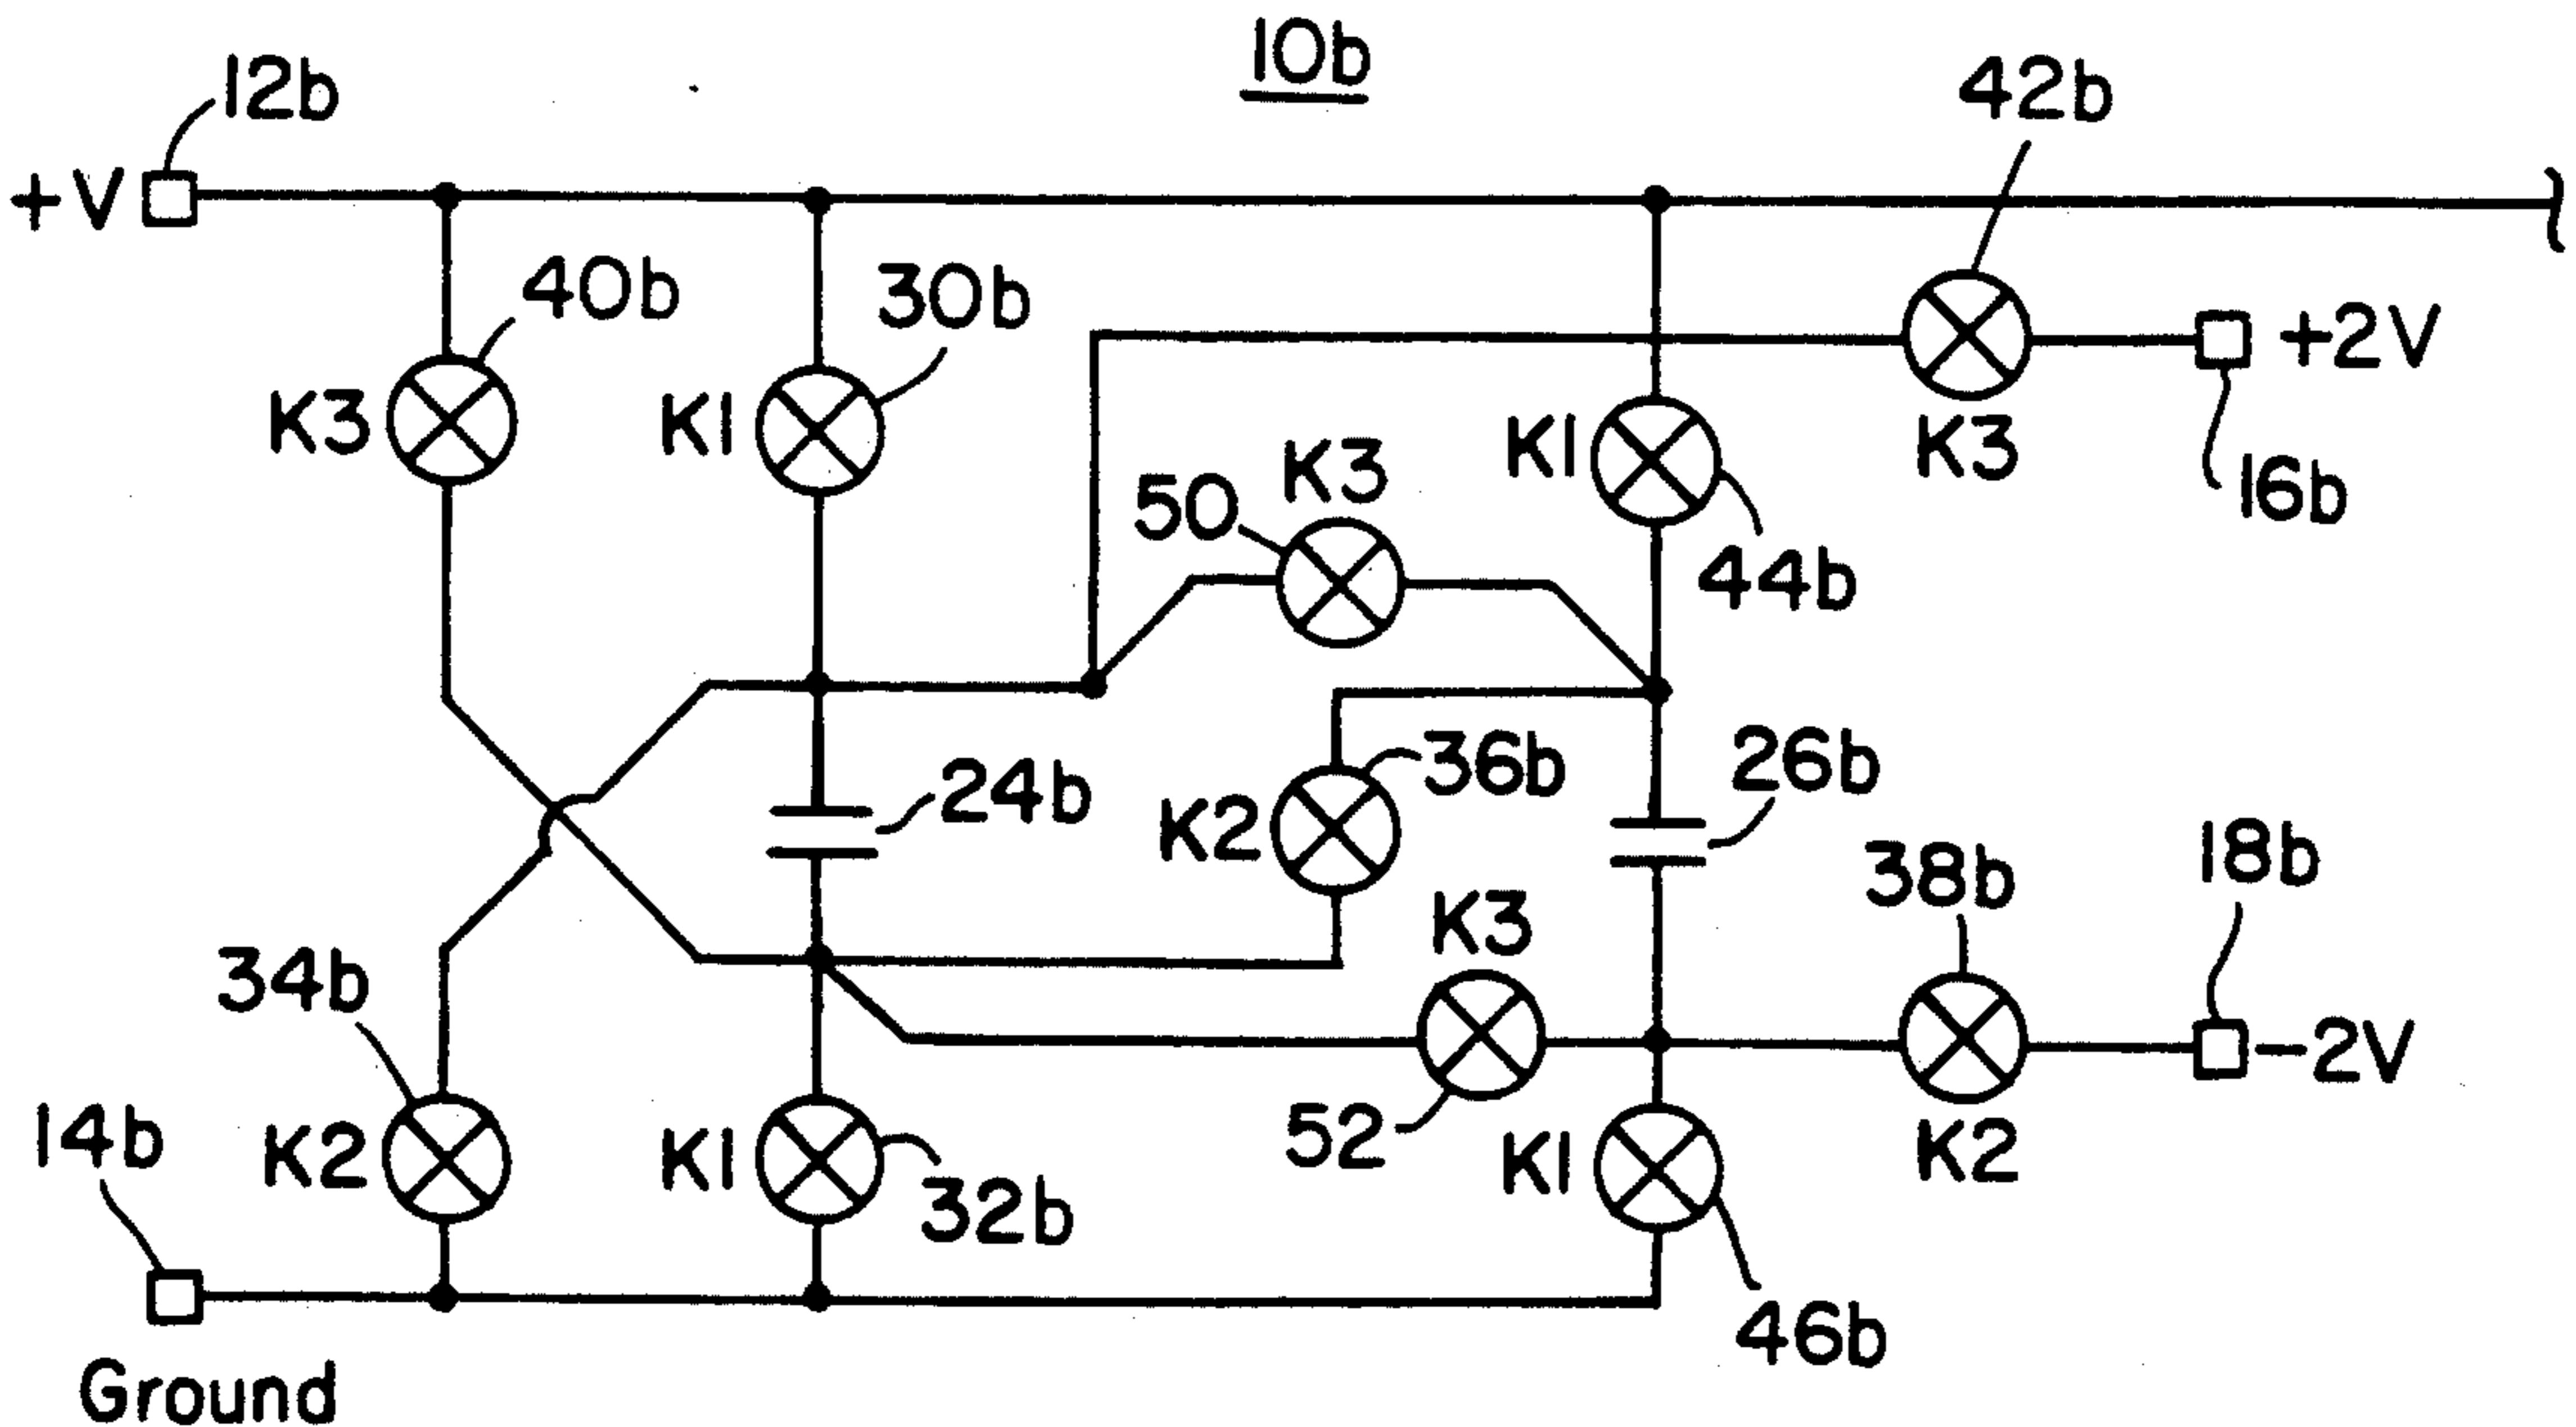 10b
12b
42b
+V
40b
30b
+2V
K3
K1
K1
K3
K3
50
16b
44b
36b
26b
24b
K2
18b
38b
K3
34b
-2V
14b
K2
K1
52
K1
K2
32b
46b
Ground